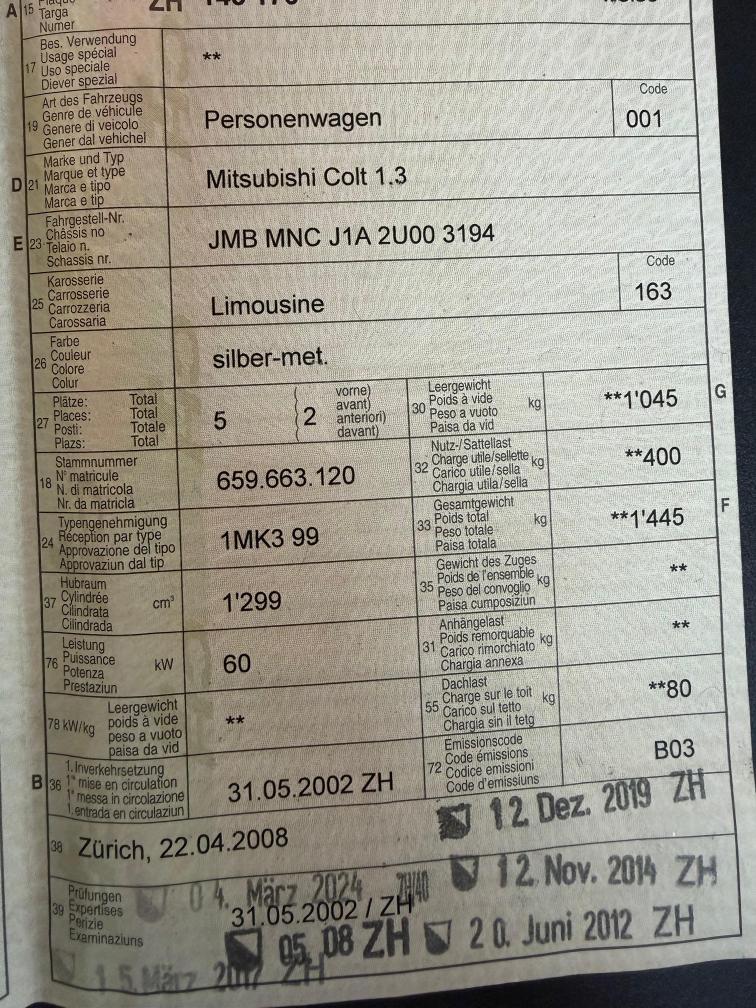 A 15 Targa
Numer
ZH
17 Bes. Verwendung
Usage spécial
Uso speciale
Diever spezial
**
19 Art des Fahrzeugs
Genre de véhicule
Genere di veicolo
Gener dal vehichel
Personenwagen
Code
001
D 21 Marke und Typ
Marque et type
Marca e tipo
Marca e tip
Mitsubishi Colt 1.3
E 23 Fahrgestell-Nr.
Châssis no
Telaio n.
Schassis nr.
JMB MNC J1A 2U00 3194
25 Karosserie
Carrosserie
Carrozzeria
Carossaria
Limousine
Code
163
26 Farbe
Couleur
Colore
Colur
silber-met.
27 Plätze: Total
Places: Total
Posti: Totale
Plazs: Total
5
( 2 vorne)
avant)
anteriori)
davant)
30 Leergewicht
Poids à vide
Peso a vuoto
Paisa da vid
kg
**1'045
G
18 Stammnummer
N° matricule
N. di matricola
Nr. da matricla
659.663.120
32 Nutz-/Sattellast
Charge utile/sellette
Carico utile/sella
Chargia utila/sella
kg
**400
24 Typengenehmigung
Réception par type
Approvazione del tipo
Approvaziun dal tip
1MK3 99
33 Gesamtgewicht
Poids total
Peso totale
Paisa totala
kg
**1'445
F
37 Hubraum
Cylindrée
Cilindrata
Cilindrada
cm³
1'299
35 Gewicht des Zuges
Poids de l'ensemble
Peso del convoglio
Paisa cumposiziun
kg
**
76 Leistung
Puissance
Potenza
Prestaziun
kW
60
31 Anhängelast
Poids remorquable
Carico rimorchiato
Chargia annexa
kg
**
78 kW/kg
Leergewicht
poids à vide
peso a vuoto
paisa da vid
**
55 Dachlast
Charge sur le toit
Carico sul tetto
Chargia sin il tetg
kg
**80
B 36 1. Inverkehrsetzung
1re mise en circulation
1a messa in circolazione
1. entrada en circulaziun
31.05.2002 ZH
72 Emissionscode
Code émissions
Codice emissioni
Code d'emissiuns
B03
38 Zürich, 22.04.2008
12. Dez. 2019 ZH
39 Prüfungen
Expertises
Perizie
Examinaziuns
04. März 2024
12. Nov. 2014 ZH
31.05.2002 / ZH
05. 08 ZH
20. Juni 2012 ZH
15. März 2017 ZH